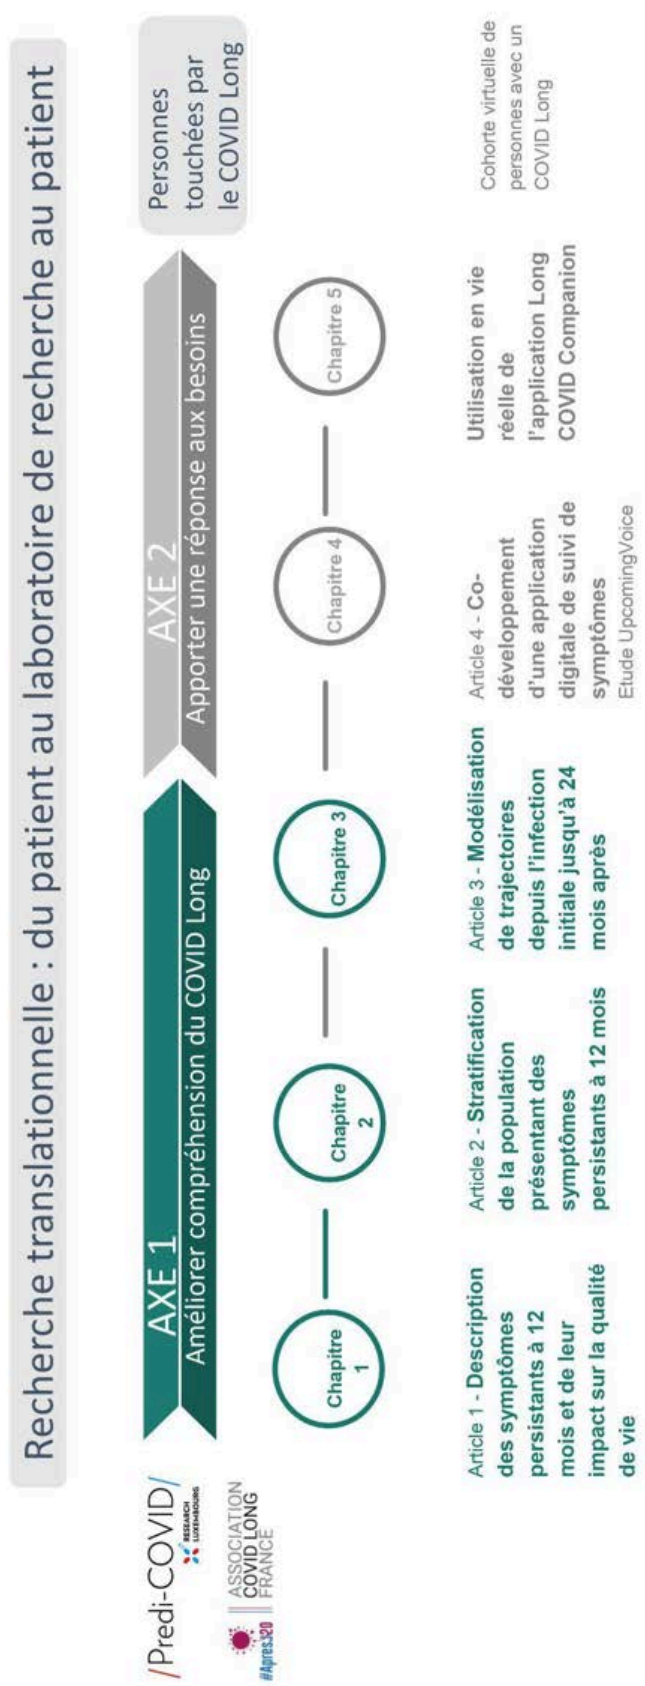 Recherche translationnelle : du patient au laboratoire de recherche au patient
/Predi-COVID/
RESEARCH
LUXEMBOURG
#ApresJ20
ASSOCIATION
COVID LONG
FRANCE
AXE 1
Améliorer compréhension du COVID Long
AXE 2
Apporter une réponse aux besoins
Personnes
touchées par
le COVID Long
Chapitre
1
Chapitre
2
Chapitre 3
Chapitre 4
Chapitre 5
Article 1 - Description
des symptômes
persistants à 12
mois et de leur
impact sur la qualité
de vie
Article 2 - Stratification
de la population
présentant des
symptômes
persistants à 12 mois
Article 3 - Modélisation
de trajectoires
depuis l'infection
initiale jusqu'à 24
mois après
Article 4 - Co-
développement
d'une application
digitale de suivi de
symptômes
Etude UpcomingVoice
Utilisation en vie
réelle de
l'application Long
COVID Companion
Cohorte virtuelle de
personnes avec un
COVID Long